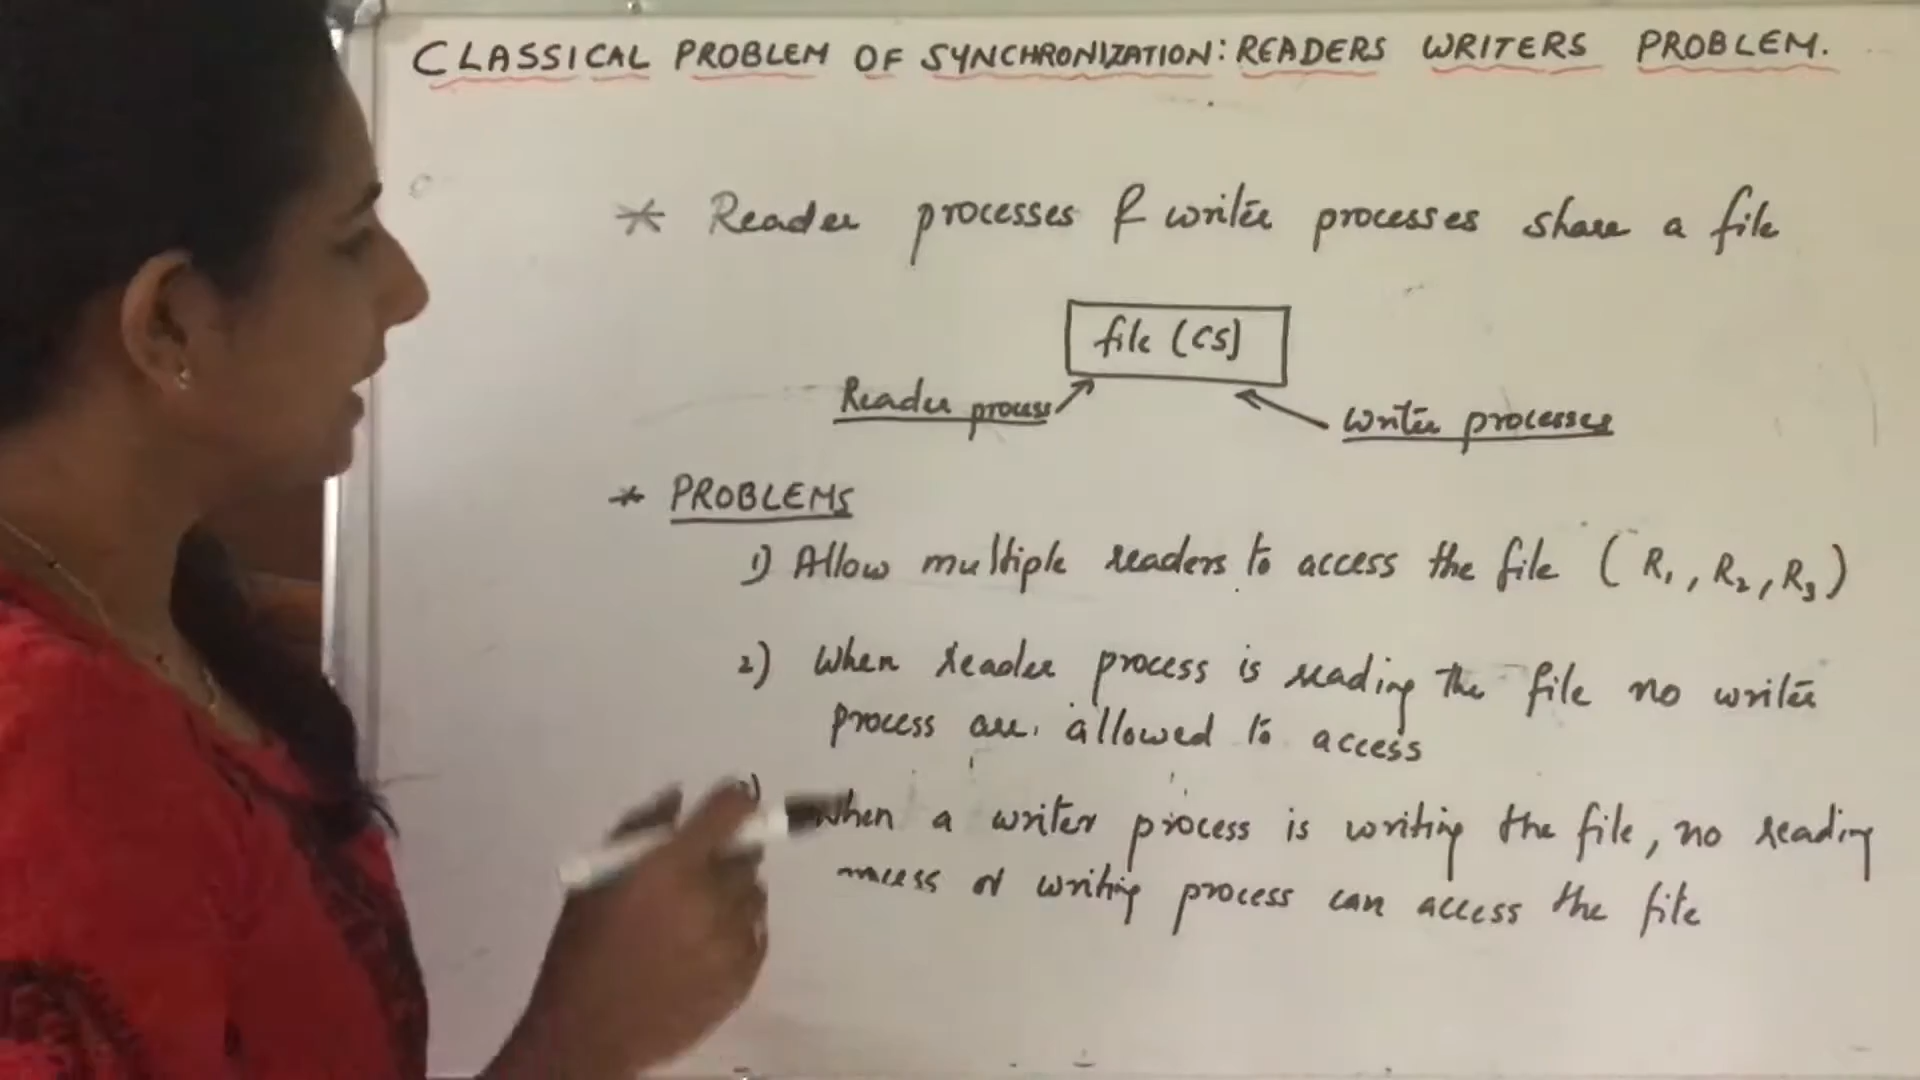 CLASSICAL PROBLEM OF SYNCHRONIZATION: READERS WRITERS PROBLEM.
* Reader processes & writer processes share a file
file (CS)
Reader process
writer processes
* PROBLEMS
1) Allow multiple readers to access the file (R1, R2, R3)
2) When reader process is reading the file no writer
process are allowed to access
When a writer process is writing the file, no reading
or writing process can access the file